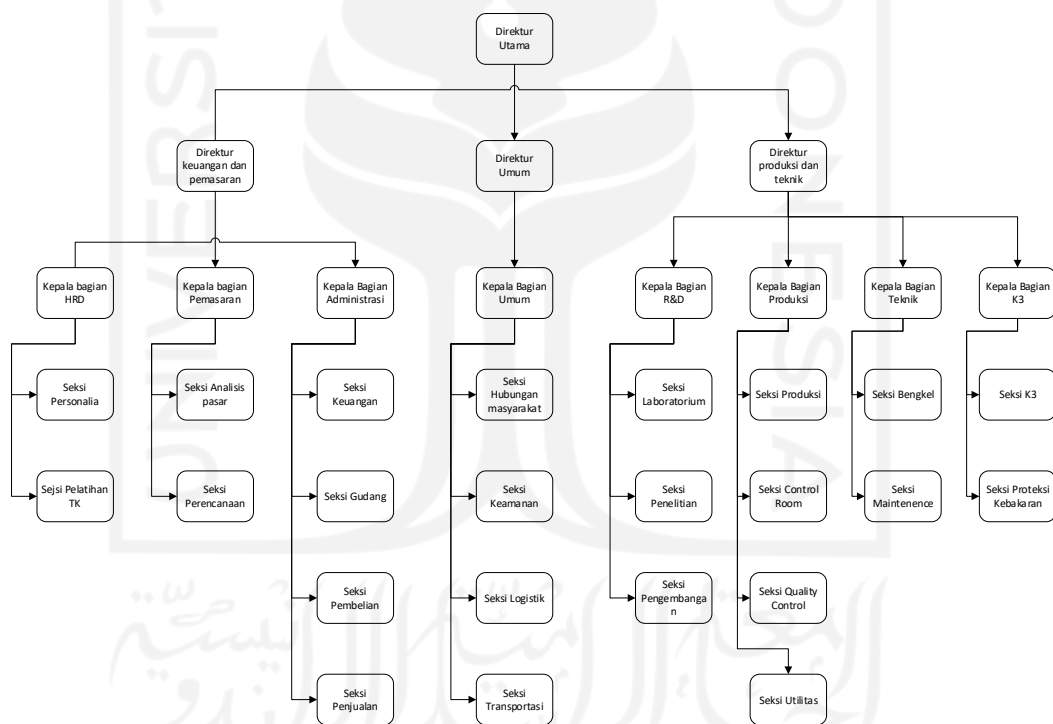 Direktur
Utama
Direktur
keuangan dan
pemasaran
Direktur
Umum
Direktur
produksi dan
teknik
Kepala bagian
HRD
Kepala bagian
Pemasaran
Kepala Bagian
Administrasi
Kepala Bagian
Umum
Kepala Bagian
R&D
Kepala Bagian
Produksi
Kepala Bagian
Teknik
Kepala Bagian
K3
Seksi
Personalia
Seksi Analisis
pasar
Seksi
Keuangan
Seksi
Hubungan
masyarakat
Seksi
Laboratorium
Seksi Produksi
Seksi Bengkel
Seksi K3
Sejsi Pelatihan
TK
Seksi
Perencanaan
Seksi Gudang
Seksi
Keamanan
Seksi
Penelitian
Seksi Control
Room
Seksi
Maintenence
Seksi Proteksi
Kebakaran
Seksi
Pembelian
Seksi Logistik
Seksi
Pengembanga
n
Seksi Quality
Control
Seksi
Penjualan
Seksi
Transportasi
Seksi Utilitas